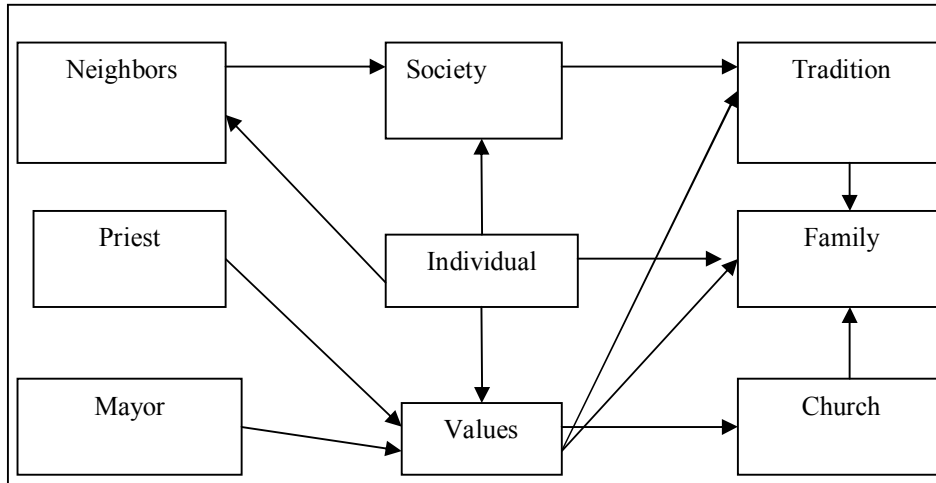 Neighbors
Society
Tradition
Priest
Individual
Family
Mayor
Values
Church